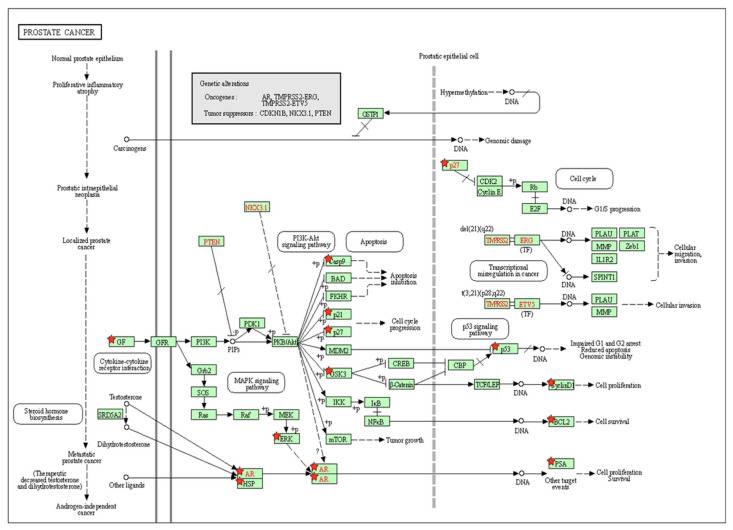 PROSTATE CANCER
Prostatic epithelial cell
Normal prostate epithelium
Proliferative inflammatory
atrophy
Prostatic intraepithelial
neoplasia
Localized prostate
cancer
Metastatic
prostate cancer
(The therapeutic
decreased testosterone
and dihydrotestosterone)
Androgen-independent
cancer
Genetic alterations
Oncogenes : AR, TMPRSS2-ERG,
TMPRSS2-ETV5
Tumor suppressors : CDKN1B, NKX3.1, PTEN
Hypermethylation
DNA
GSTP1
Carcinogens
DNA
Genomic damage
p27
CDK2
Cyclin E
+p
Rb
E2F
Cell cycle
DNA
G1/S progression
NKX3.1
PTEN
PI3K-Akt
signaling pathway
Apoptosis
del(21)(q22)
TMPRSS2
ERG
(TF)
DNA
DNA
PLAU
PLAT
MMP
Zeb1
IL1R2
SPINT1
Cellular
migration,
invasion
Transcriptional
misregulation in cancer
t(3;21)(p28;q22)
TMPRSS2
ETV5
(TF)
DNA
PLAU
MMP
Cellular invasion
+p
Casp9
+p
BAD
+p
FKHR
Apoptosis
inhibition
+p
p21
+p
p27
Cell cycle
progression
p53 signaling
pathway
GF
GFR
PI3K
PIP3
PDK1
+p
+p
PKB/Akt
+p
MDM2
p53
DNA
Impaired G1 and G2 arrest
Reduced apoptosis
Genomic instability
Cytokine-cytokine
receptor interaction
+p
GSK3
+p
CREB
CBP
+p
β-Catenin
TCF/LEF
DNA
CyclinD1
Cell proliferation
Grb2
SOS
Ras
Raf
+p
MEK
+p
ERK
MAPK signaling
pathway
IKK
IκB
+p
NFκB
DNA
BCL2
Cell survival
mTOR
Tumor growth
Steroid hormone
biosynthesis
Testosterone
SRD5A2
Dihydrotestosterone
Other ligands
AR
HSP
?
AR
AR
DNA
PSA
Other target
events
Cell proliferation
Survival